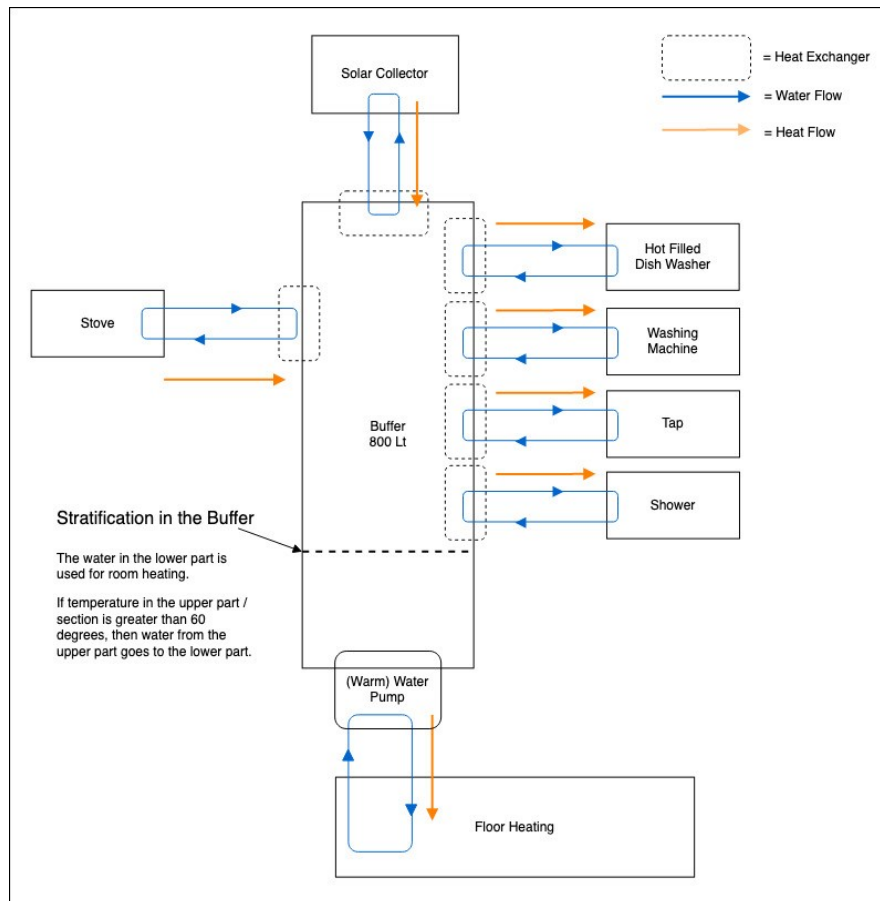 Solar Collector
= Heat Exchanger
= Water Flow
= Heat Flow
Hot Filled
Dish Washer
Stove
Washing
Machine
Buffer
800 Lt
Tap
Shower
Stratification in the Buffer
The water in the lower part is
used for room heating.
If temperature in the upper part /
section is greater than 60
degrees, then water from the
upper part goes to the lower part.
(Warm) Water
Pump
Floor Heating